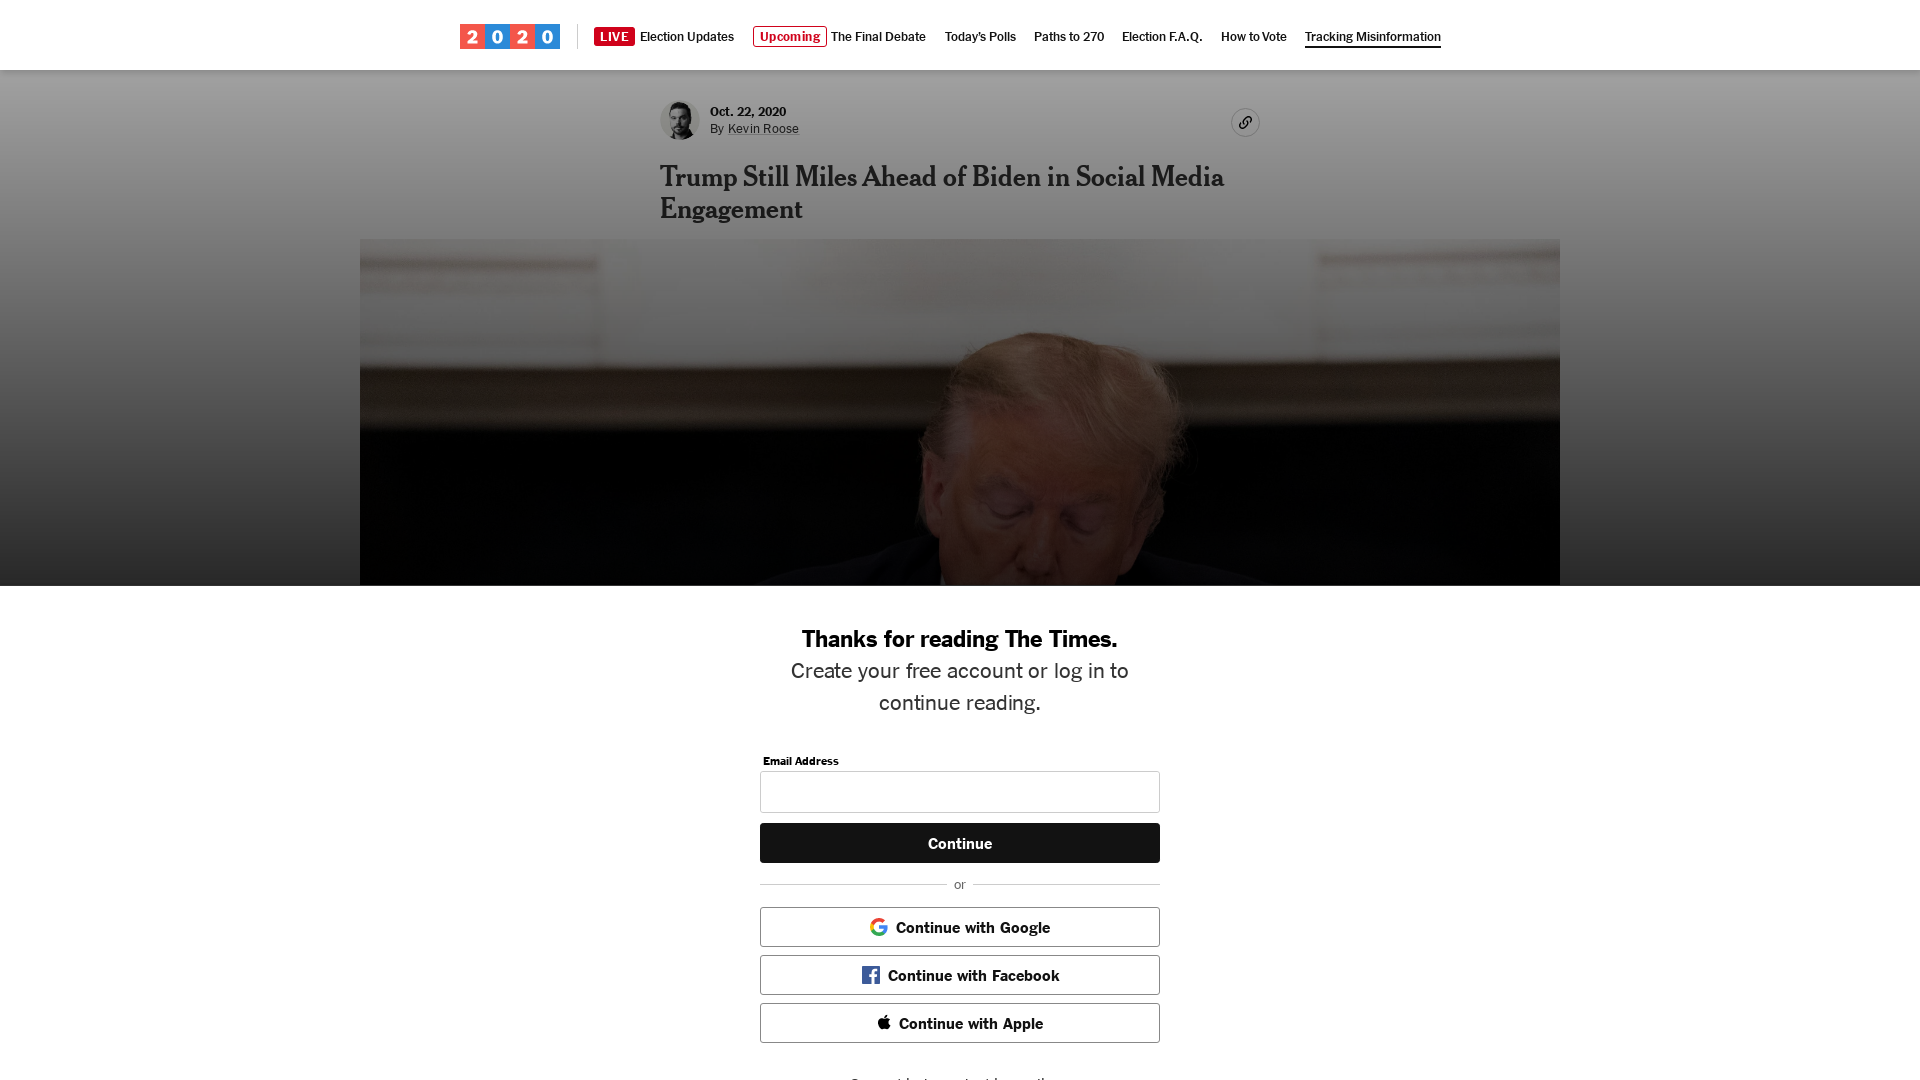 2020
LIVE Election Updates Upcoming The Final Debate Today's Polls Paths to 270 Election F.A.Q. How to Vote Tracking Misinformation
Oct. 22, 2020
By Kevin Roose
Trump Still Miles Ahead of Biden in Social Media
Engagement
Thanks for reading The Times.
Create your free account or log in to
continue reading.
Email Address
Continue
or
Continue with Google
Continue with Facebook
Continue with Apple